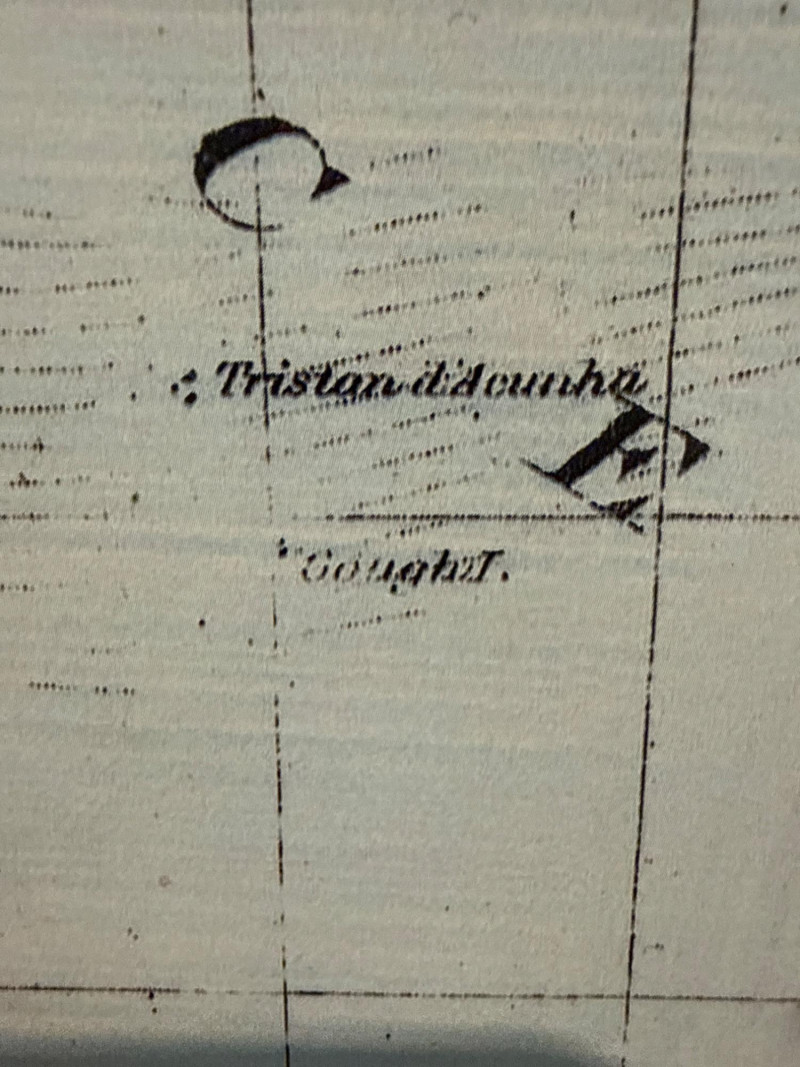 C
Tristan d'Acunha
E
Gough I.